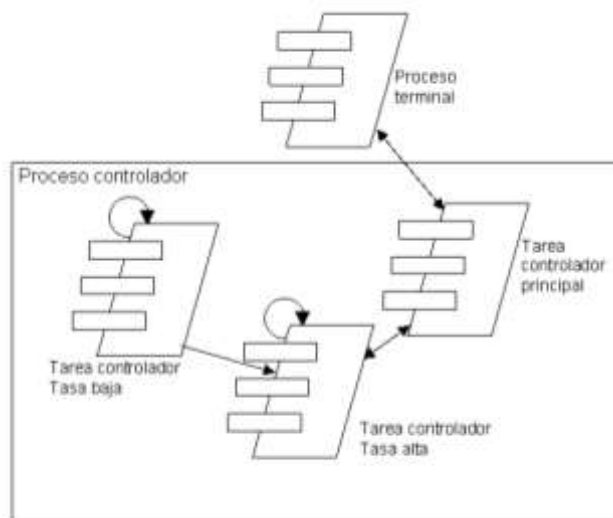 Proceso
terminal
Proceso controlador
Tarea
controlador
principal
Tarea controlador
Tasa baja
Tarea controlador
Tasa alta